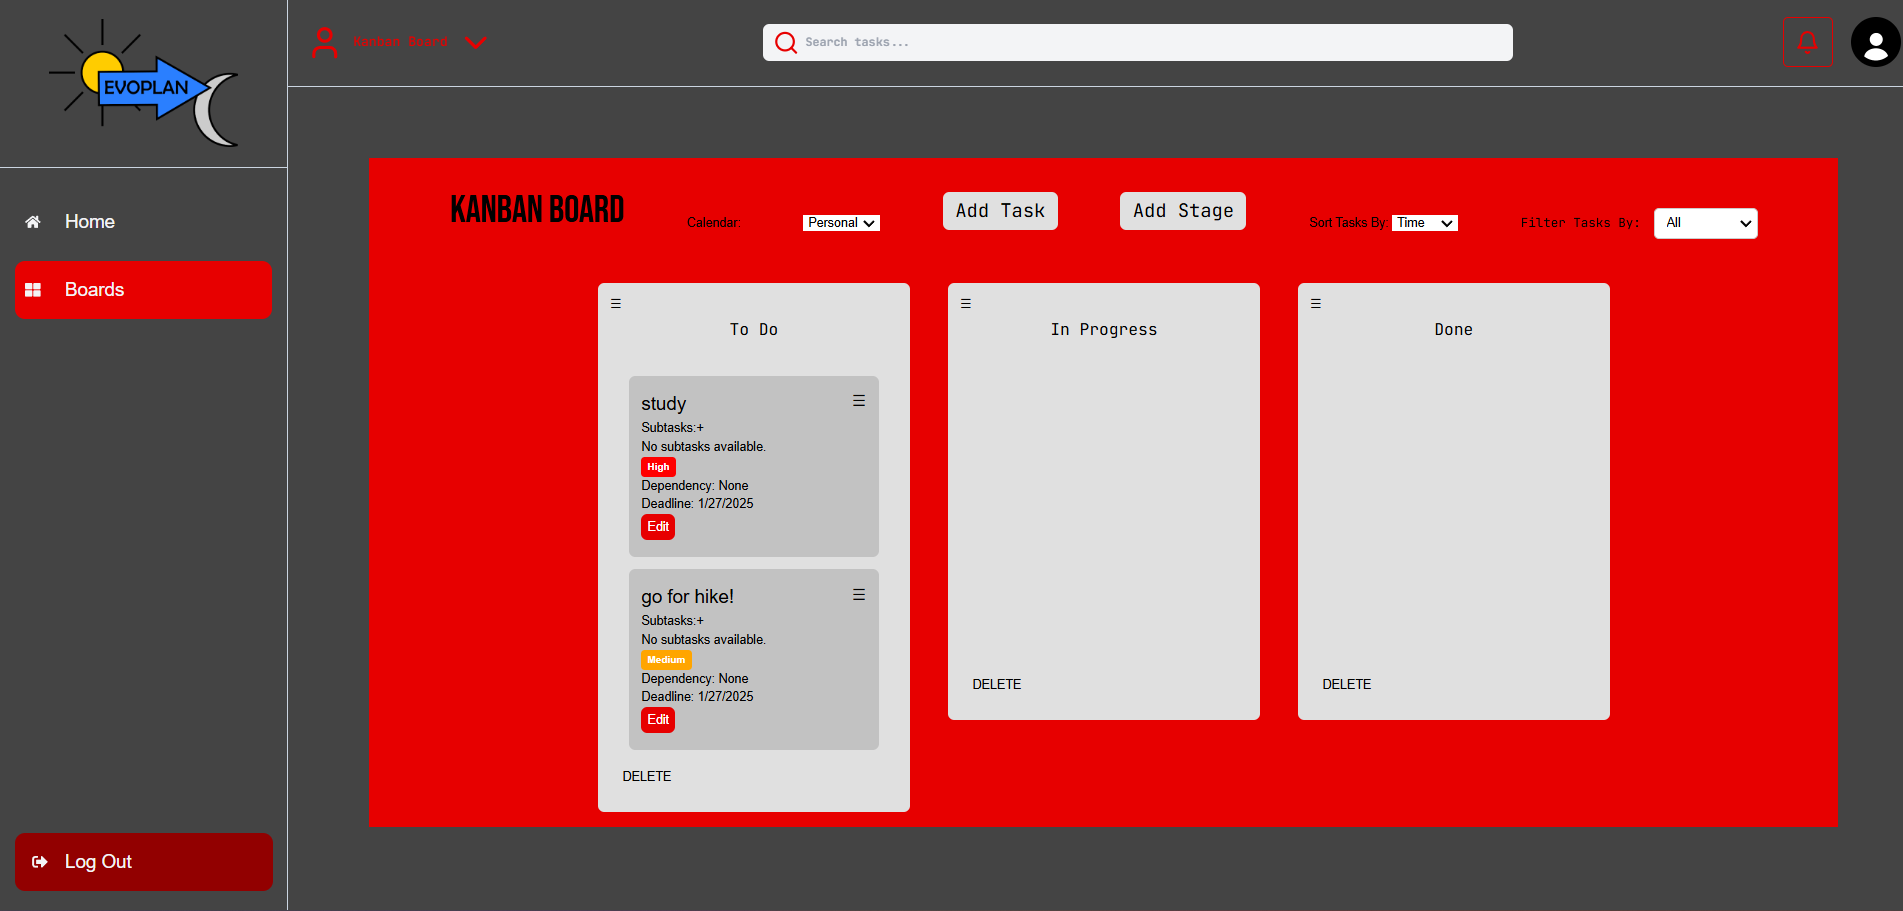 EVOPLAN
Kanban Board
Search tasks...
Home
Boards
Log Out
KANBAN BOARD
Calendar:
Personal
Add Task
Add Stage
Sort Tasks By: Time
Filter Tasks By: All
To Do
study
Subtasks:+
No subtasks available.
High
Dependency: None
Deadline: 1/27/2025
Edit
go for hike!
Subtasks:+
No subtasks available.
Medium
Dependency: None
Deadline: 1/27/2025
Edit
DELETE
In Progress
DELETE
Done
DELETE